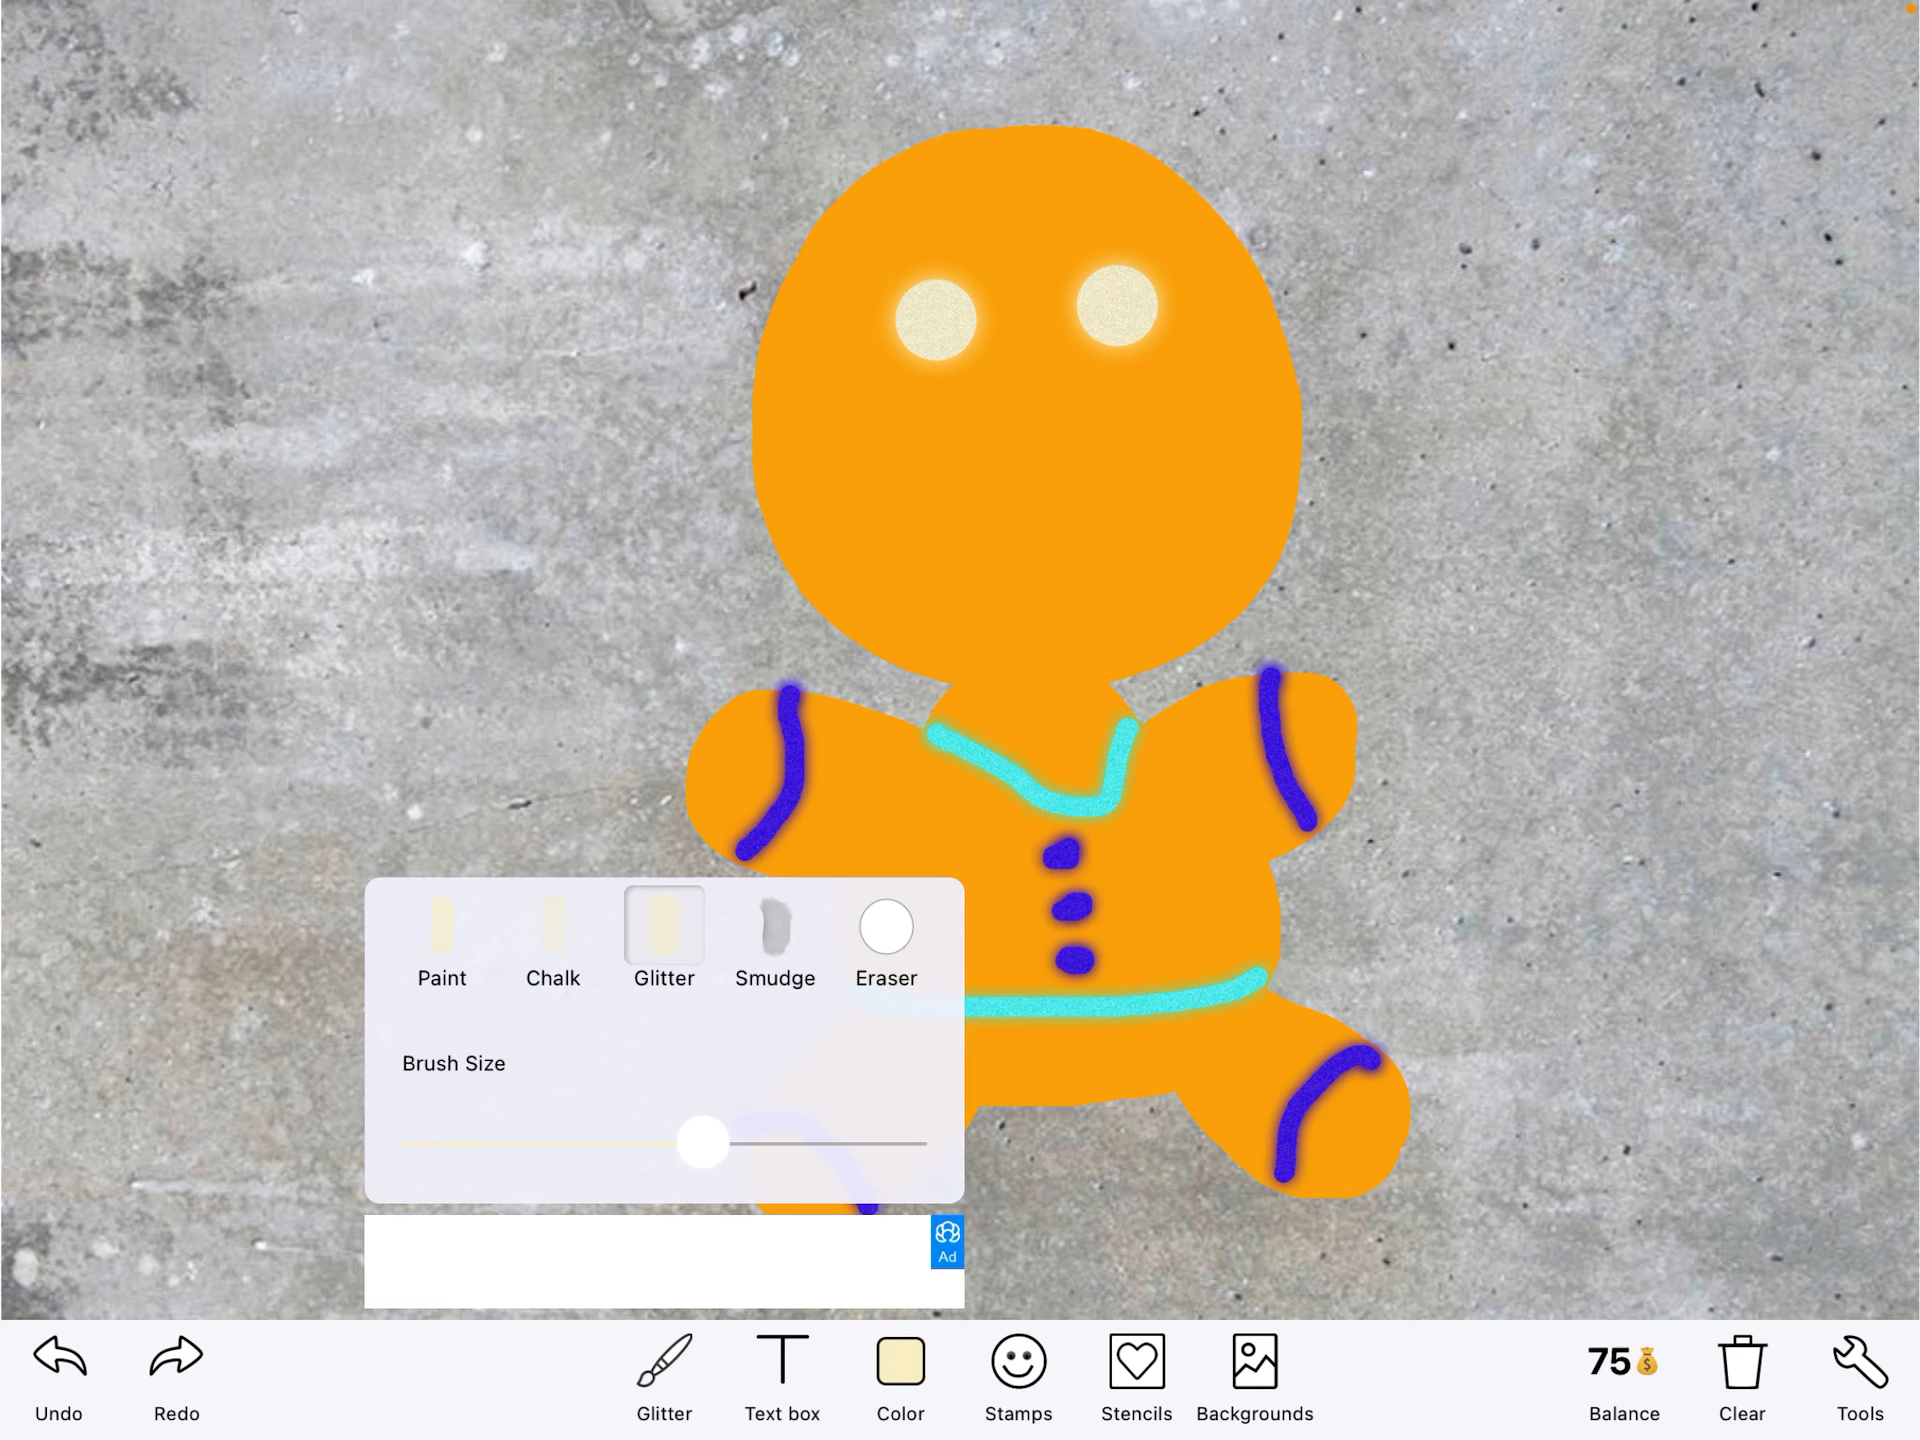 Paint
Chalk
Glitter
Smudge
Eraser
Brush Size
Ad
Undo
Redo
Glitter
Text box
Color
Stamps
Stencils
Backgrounds
75
Balance
Clear
Tools